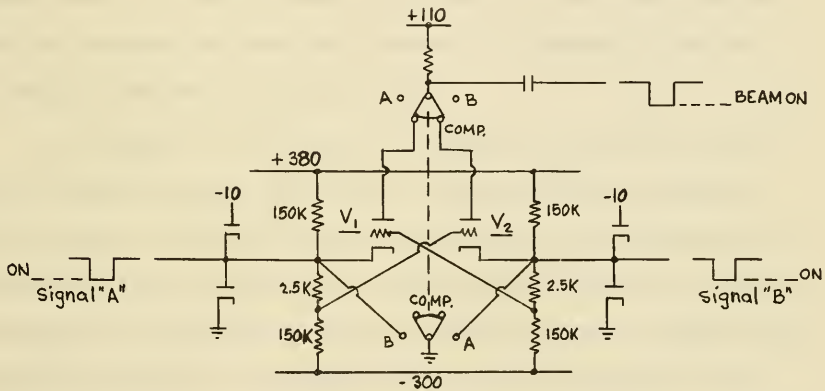 +110
A B
COMP.
BEAM ON
+380
-10 -10
150K 150K
V1 V2
ON ON
Signal "A" Signal "B"
2.5K 2.5K
COMP.
B A
150K 150K
- 300